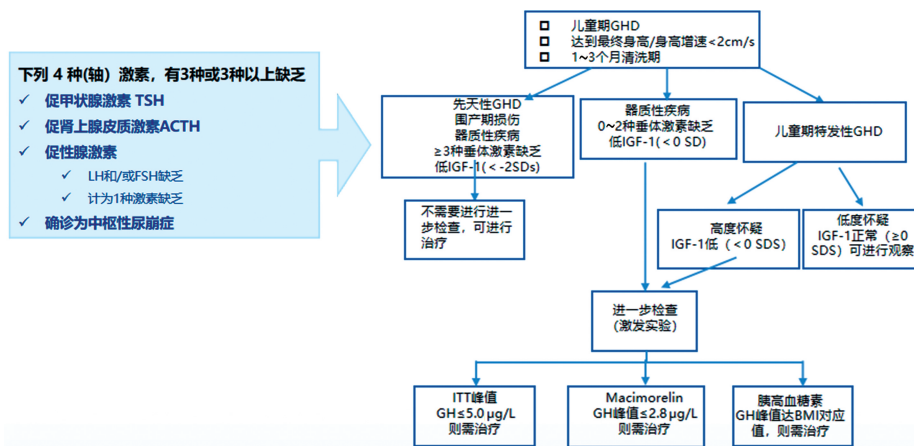 下列 4 种(轴）激素，有3种或3种以上缺乏
✓ 促甲状腺激素 TSH
✓ 促肾上腺皮质激素ACTH
✓ 促性腺激素
✓ LH和/或FSH缺乏
✓ 计为1种激素缺乏
✓ 确诊为中枢性尿崩症
儿童期GHD
达到最终身高/身高增速<2cm/s
1~3个月清洗期
先天性GHD
围产期损伤
器质性疾病
≥3种垂体激素缺乏
低IGF-1(＜-2SDs)
器质性疾病
0~2种垂体激素缺乏
低IGF-1(＜0 SD)
儿童期特发性GHD
不需要进行进一
步检查，可进行
治疗
高度怀疑
IGF-1低（＜0 SDS）
低度怀疑
IGF-1正常（≥0
SDS）可进行观察
进一步检查
（激发实验）
ITT峰值
GH≤5.0 μg/L
则需治疗
Macimorelin
GH峰值≤2.8 μg/L
则需治疗
胰高血糖素
GH峰值达BMI对应
值，则需治疗